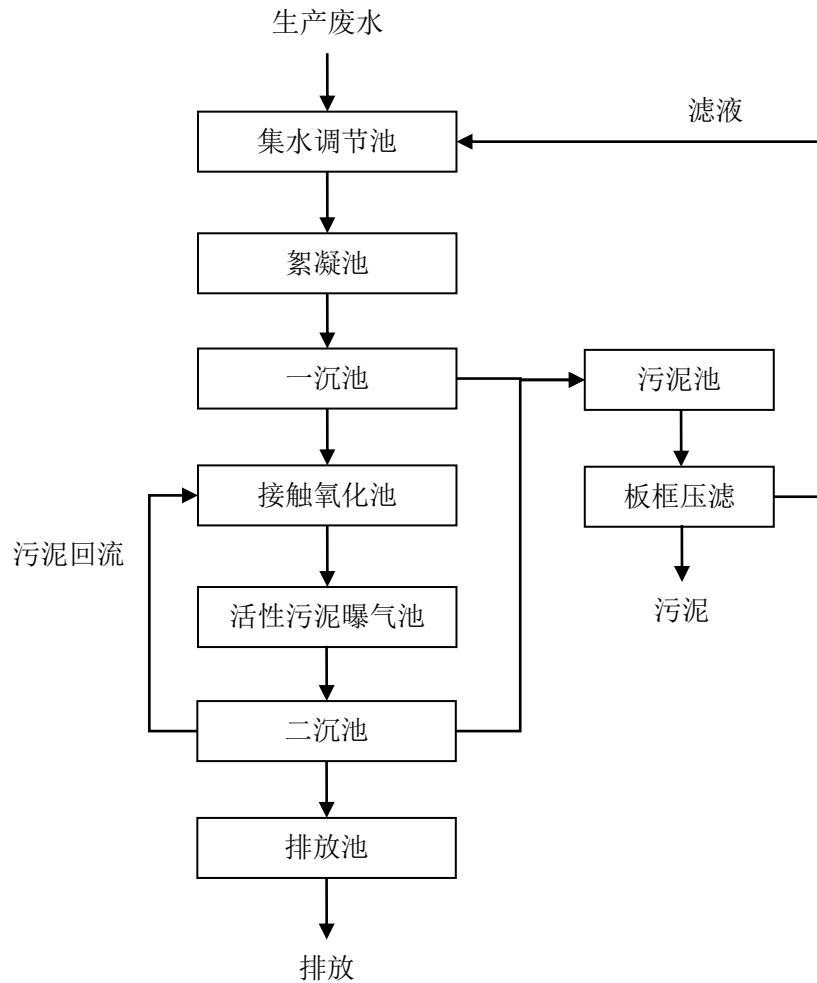 生产废水
滤液
集水调节池
絮凝池
一沉池
污泥池
接触氧化池
板框压滤
污泥回流
活性污泥曝气池
污泥
二沉池
排放池
排放